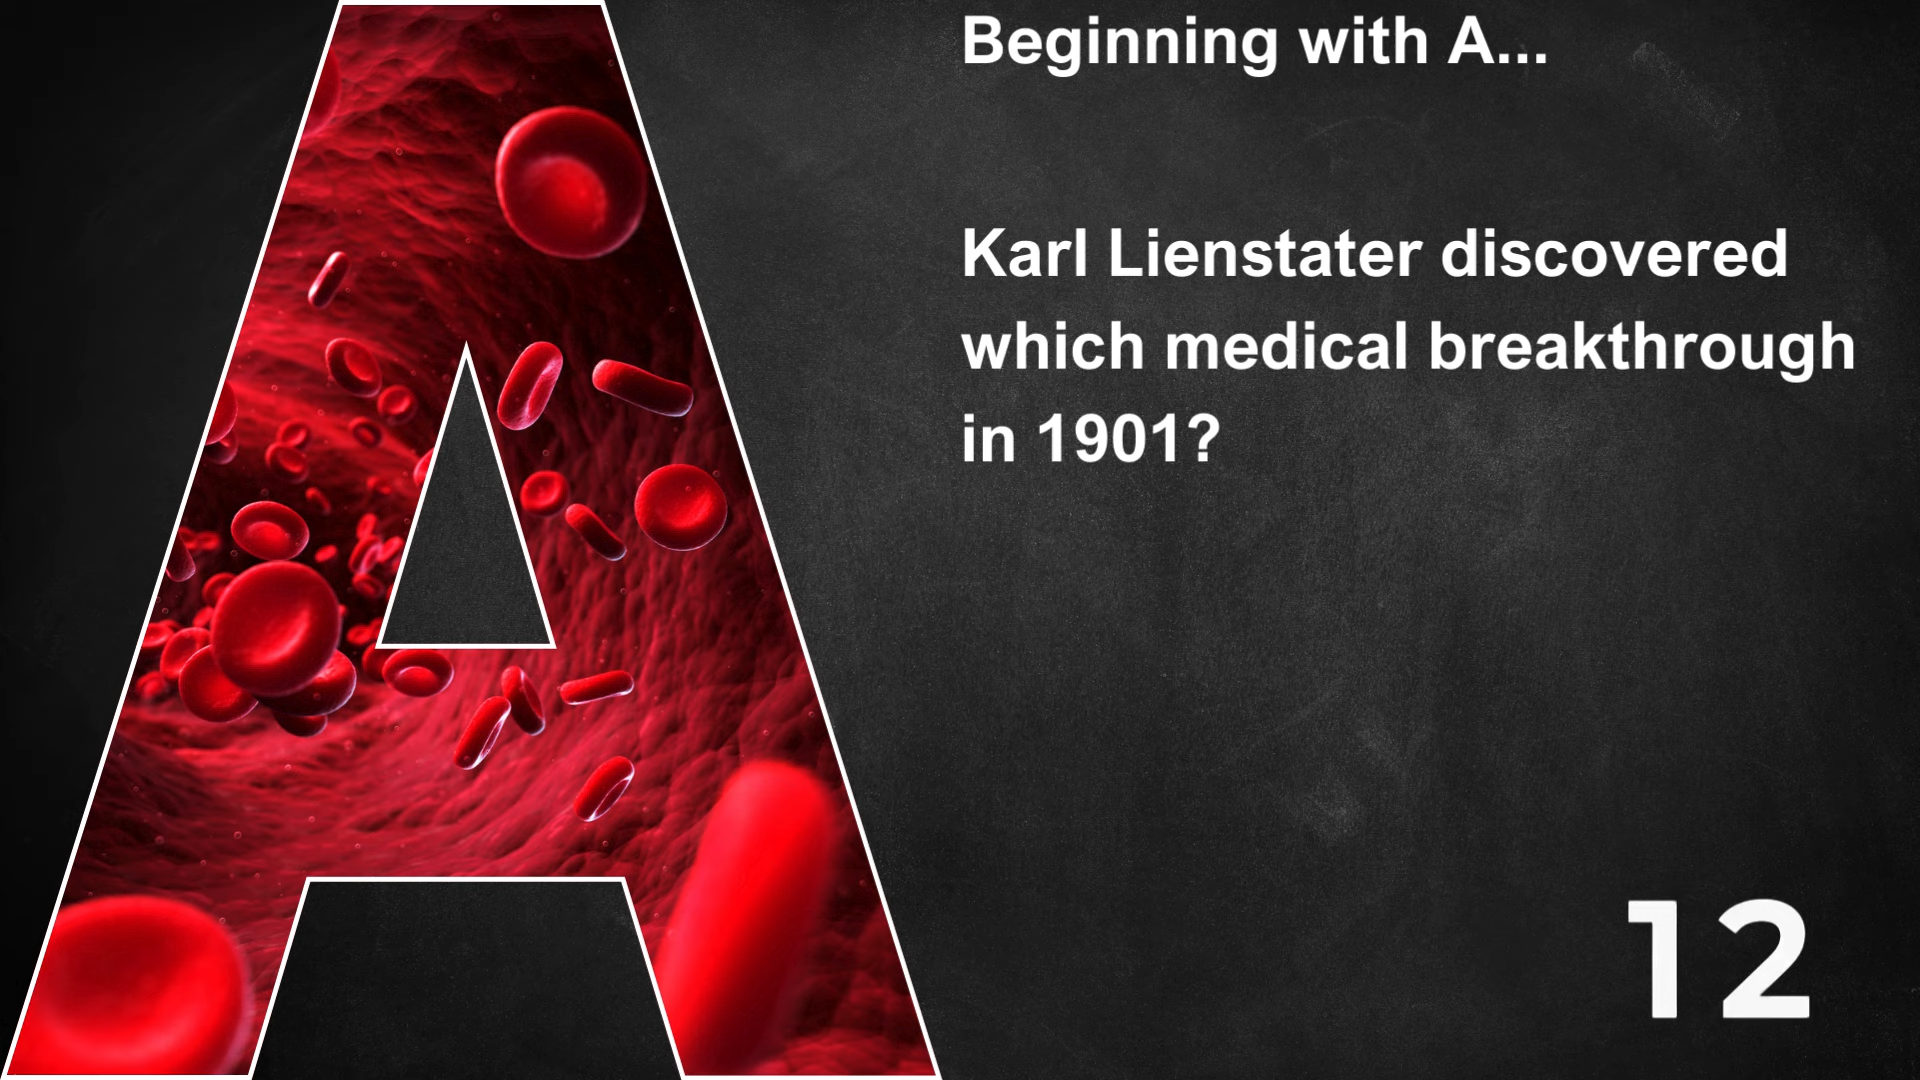 Beginning with A...
Karl Lienstater discovered
which medical breakthrough
in 1901?
12